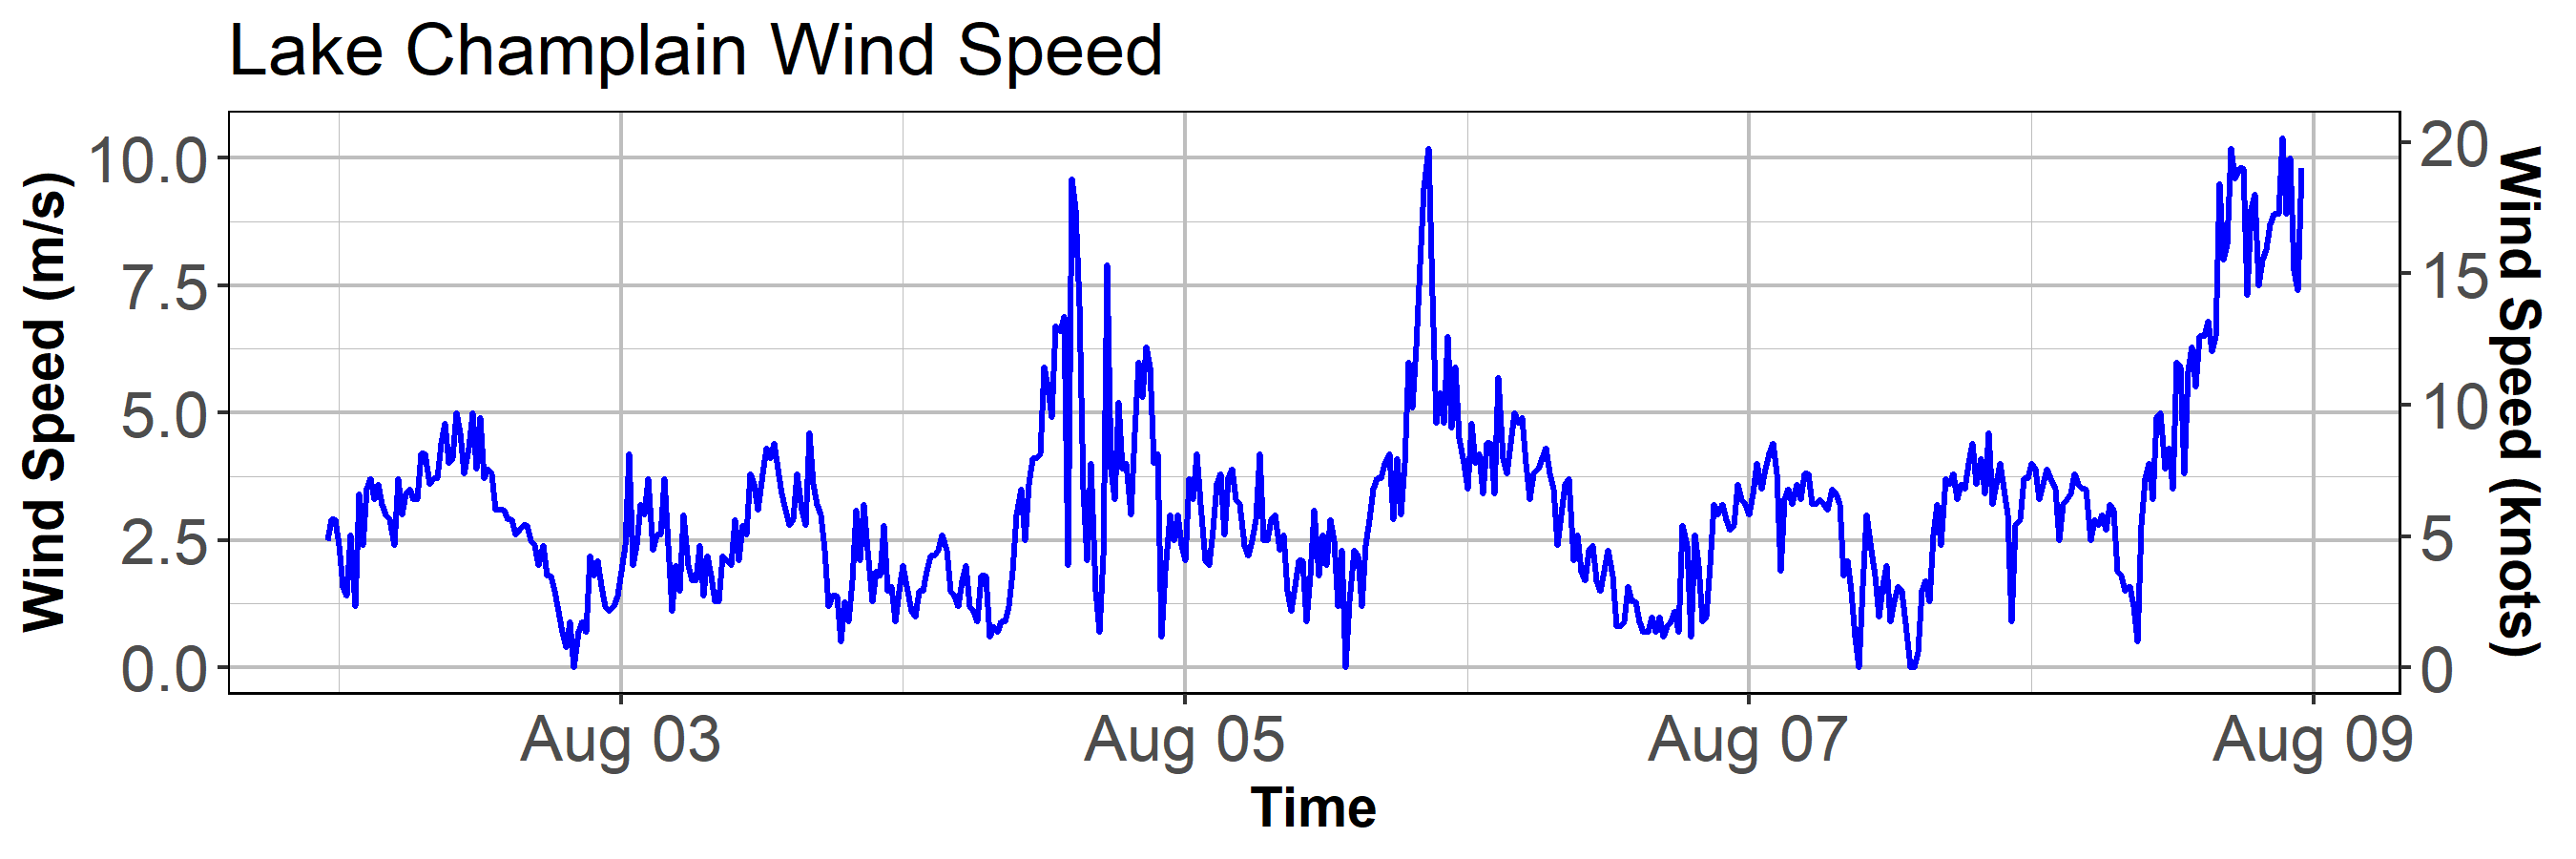 Lake Champlain Wind Speed
Wind Speed (m/s)
10.0
7.5
5.0
2.5
0.0
20
15
10
5
0
Wind Speed (knots)
Aug 03 Aug 05 Aug 07 Aug 09
Time